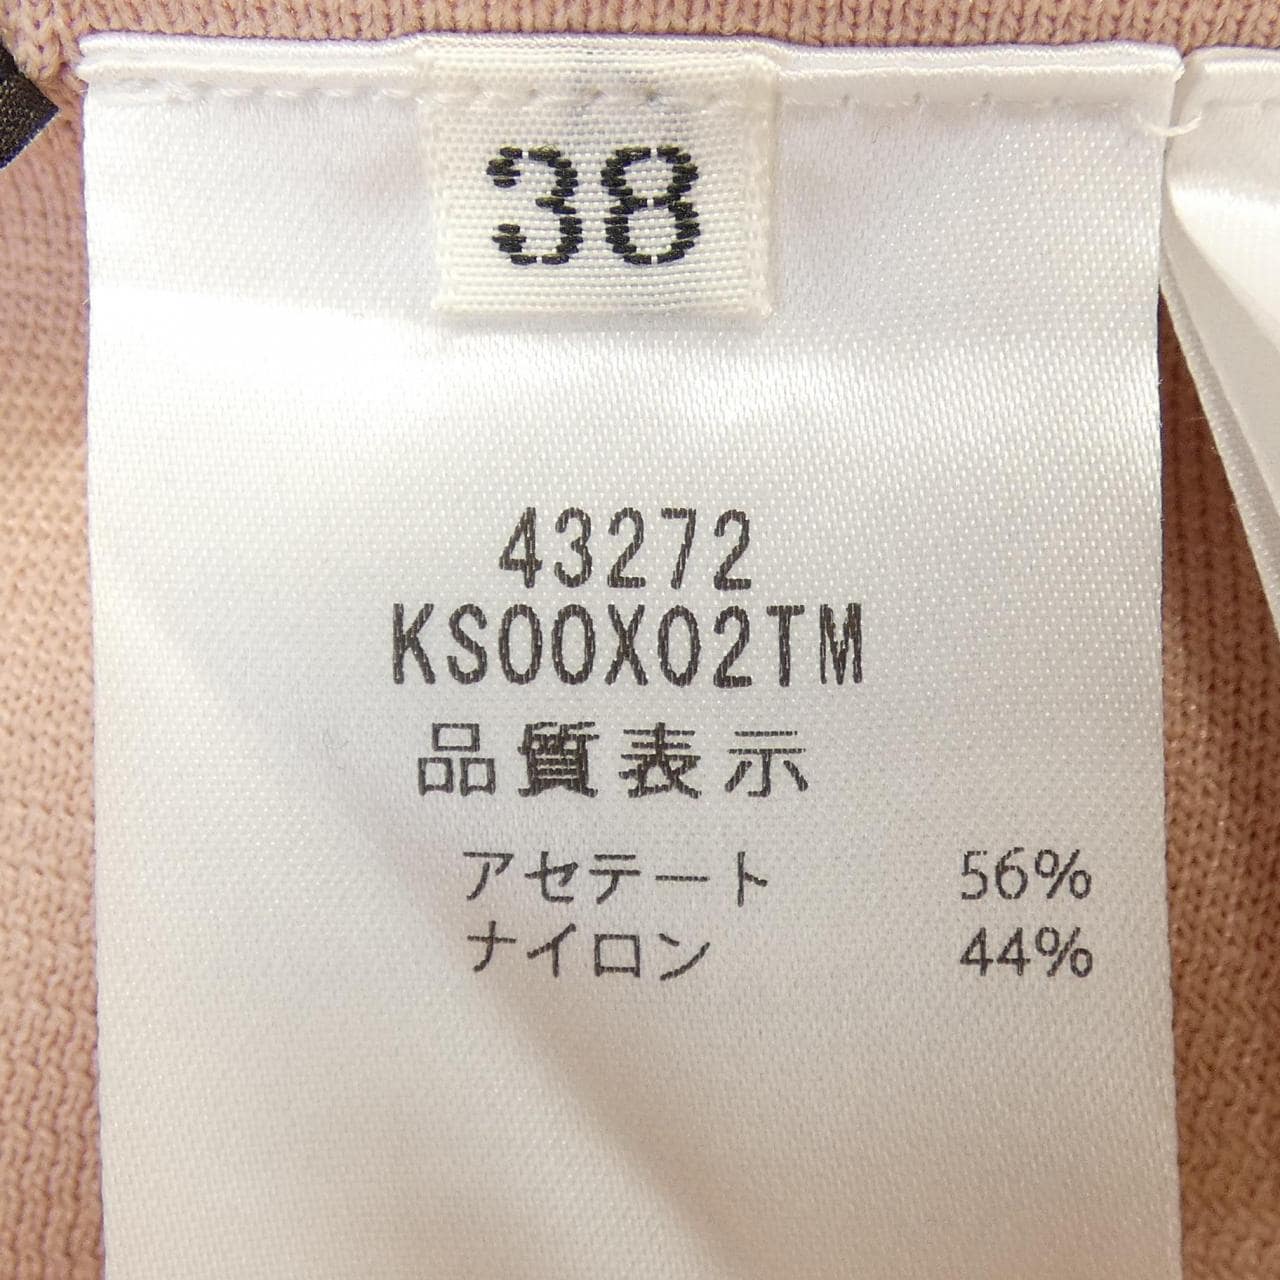 38
43272
KS00X02TM
品質表示
アセテート 56%
ナイロン 44%